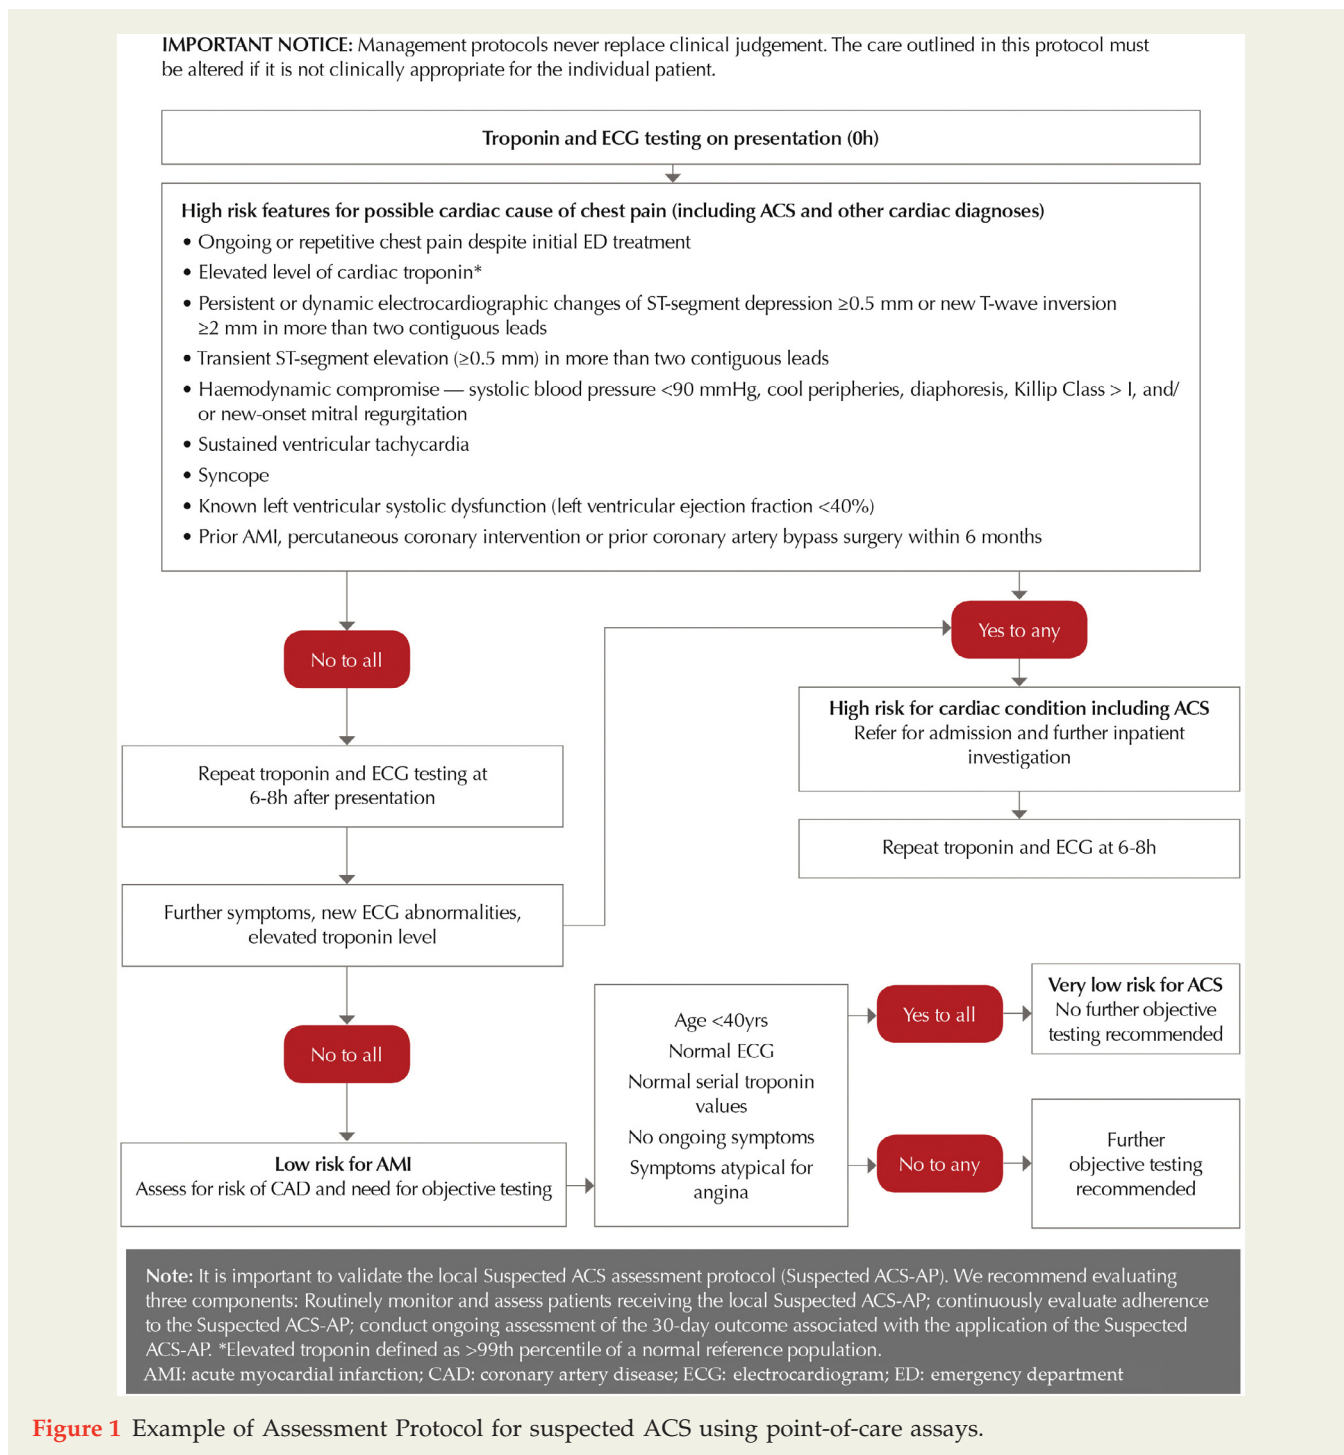 IMPORTANT NOTICE: Management protocols never replace clinical judgement. The care outlined in this protocol must
be altered if it is not clinically appropriate for the individual patient.
Troponin and ECG testing on presentation (0h)
High risk features for possible cardiac cause of chest pain (including ACS and other cardiac diagnoses)
• Ongoing or repetitive chest pain despite initial ED treatment
• Elevated level of cardiac troponin*
• Persistent or dynamic electrocardiographic changes of ST-segment depression ≥0.5 mm or new T-wave inversion
≥2 mm in more than two contiguous leads
• Transient ST-segment elevation (≥0.5 mm) in more than two contiguous leads
• Haemodynamic compromise — systolic blood pressure <90 mmHg, cool peripheries, diaphoresis, Killip Class > I, and/
or new-onset mitral regurgitation
• Sustained ventricular tachycardia
• Syncope
• Known left ventricular systolic dysfunction (left ventricular ejection fraction <40%)
• Prior AMI, percutaneous coronary intervention or prior coronary artery bypass surgery within 6 months
No to all
Yes to any
High risk for cardiac condition including ACS
Refer for admission and further inpatient
investigation
Repeat troponin and ECG testing at
6-8h after presentation
Repeat troponin and ECG at 6-8h
Further symptoms, new ECG abnormalities,
elevated troponin level
No to all
Low risk for AMI
Assess for risk of CAD and need for objective testing
Age <40yrs
Normal ECG
Normal serial troponin
values
No ongoing symptoms
Symptoms atypical for
angina
Yes to all
Very low risk for ACS
No further objective
testing recommended
No to any
Further
objective testing
recommended
Note: It is important to validate the local Suspected ACS assessment protocol (Suspected ACS-AP). We recommend evaluating
three components: Routinely monitor and assess patients receiving the local Suspected ACS-AP; continuously evaluate adherence
to the Suspected ACS-AP; conduct ongoing assessment of the 30-day outcome associated with the application of the Suspected
ACS-AP. *Elevated troponin defined as >99th percentile of a normal reference population.
AMI: acute myocardial infarction; CAD: coronary artery disease; ECG: electrocardiogram; ED: emergency department
Figure 1 Example of Assessment Protocol for suspected ACS using point-of-care assays.